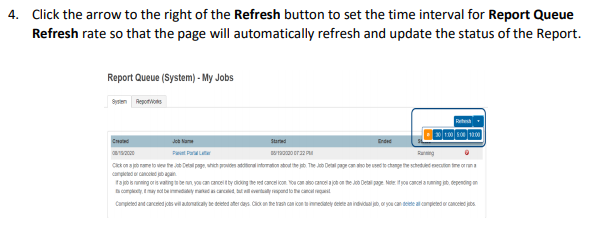 4. Click the arrow to the right of the Refresh button to set the time interval for Report Queue
Refresh rate so that the page will automatically refresh and update the status of the Report.
Report Queue (System) - My Jobs
System ReportWorks
Refresh
30 1:00 5:00 10:00
Created Job Name Started Ended
08/19/2020 Parent Portal Letter 08/19/2020 07:22 PM Running
Click on a job name to view the Job Detail page, which provides additional information about the job. The Job Detail page can also be used to change the scheduled execution time or run a
completed or canceled job again.
If a job is running or is waiting to be run, you can cancel it by clicking the red cancel icon. You can also cancel a job on the Job Detail page. Note: If you cancel a running job, depending on
its complexity, it may not be immediately marked as canceled, but will eventually respond to the cancel request.
Completed and canceled jobs will automatically be deleted after days. Click on the trash can icon to immediately delete an individual job, or you can delete all completed or canceled jobs.